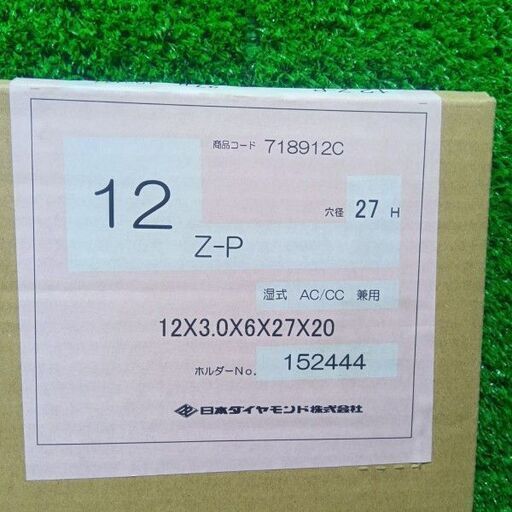 商品コード 718912C
12
穴径 27 H
Z-P
湿式 AC/CC 兼用
12X3.0X6X27X20
ホルダーNo. 152444
日本ダイヤモンド株式会社